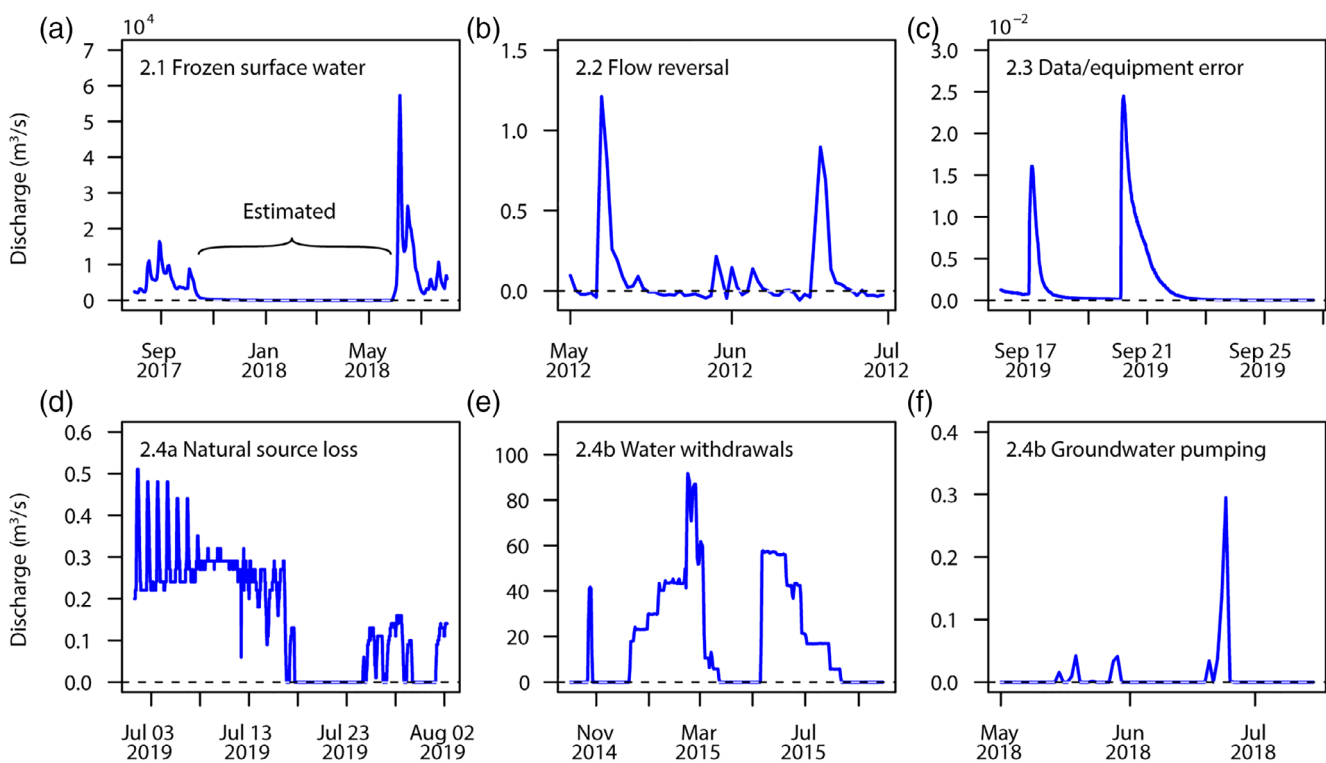 (a)
10⁴
2.1 Frozen surface water
Discharge (m³/s)
7
6
5
4
3
2
1
0
Estimated
Sep
2017
Jan
2018
May
2018
(b)
2.2 Flow reversal
1.5
1.0
0.5
0.0
May
2012
Jun
2012
Jul
2012
(c)
10⁻²
2.3 Data/equipment error
3.0
2.5
2.0
1.5
1.0
0.5
0.0
Sep 17
2019
Sep 21
2019
Sep 25
2019
(d)
2.4a Natural source loss
Discharge (m³/s)
0.6
0.5
0.4
0.3
0.2
0.1
0.0
Jul 03
2019
Jul 13
2019
Jul 23
2019
Aug 02
2019
(e)
2.4b Water withdrawals
100
80
60
40
20
0
Nov
2014
Mar
2015
Jul
2015
(f)
2.4b Groundwater pumping
0.4
0.3
0.2
0.1
0.0
May
2018
Jun
2018
Jul
2018